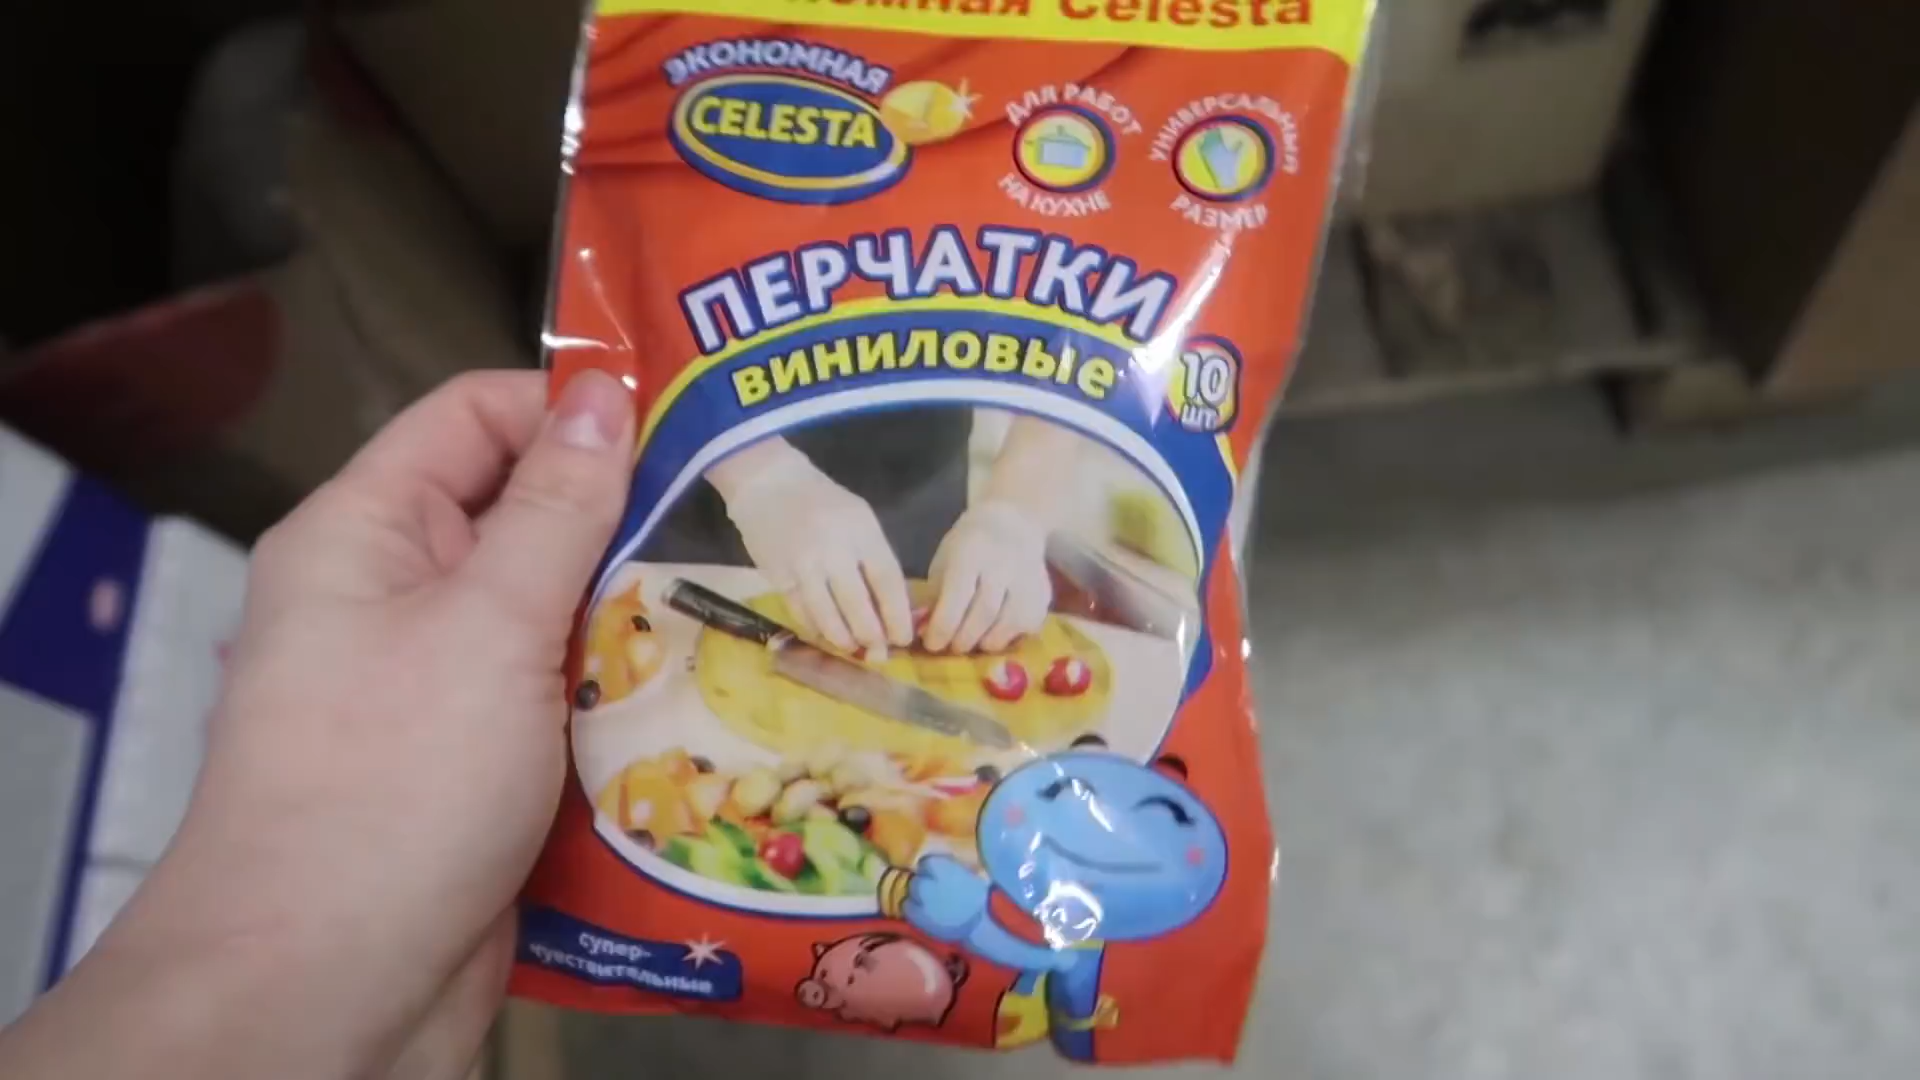 Celesta
ЭКОНОМНАЯ
CELESTA
ДЛЯ РАБОТ
НА КУХНЕ
УНИВЕРСАЛЬНЫЙ
РАЗМЕР
ПЕРЧАТКИ
виниловые
10
шт.
супер-
чувствительные